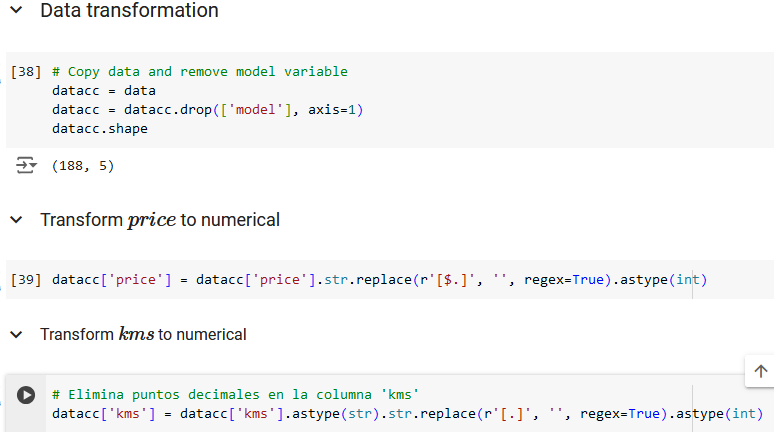 Data transformation
[38] # Copy data and remove model variable
datacc = data
datacc = datacc.drop(['model'], axis=1)
datacc.shape
(188, 5)
Transform price to numerical
[39] datacc['price'] = datacc['price'].str.replace(r'[$.]', '', regex=True).astype(int)
Transform kms to numerical
# Elimina puntos decimales en la columna 'kms'
datacc['kms'] = datacc['kms'].astype(str).str.replace(r'[.]', '', regex=True).astype(int)